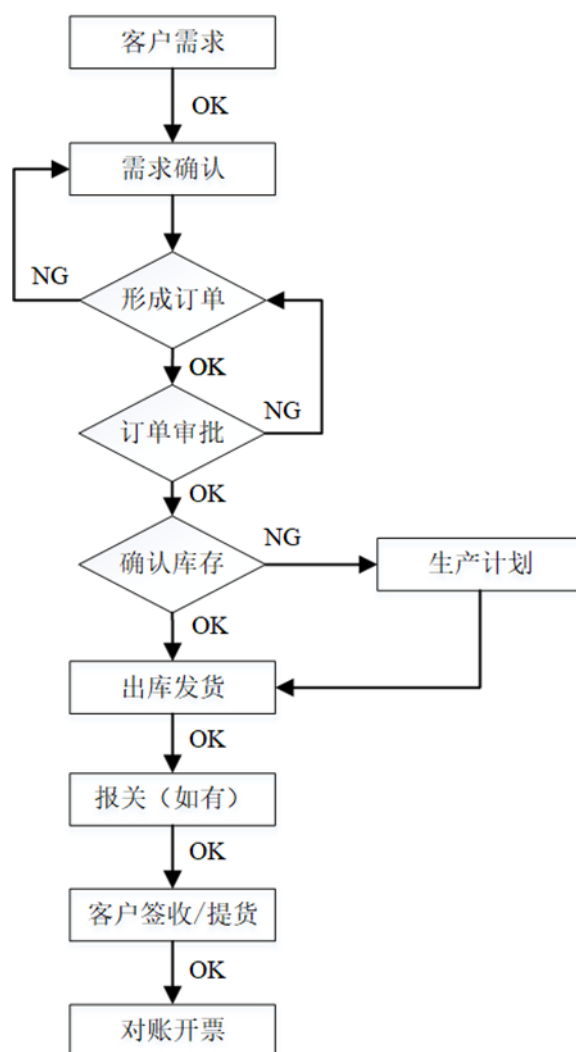 客户需求
OK
需求确认
NG
形成订单
OK
订单审批
NG
OK
确认库存
NG
生产计划
OK
出库发货
OK
报关（如有）
OK
客户签收/提货
OK
对账开票